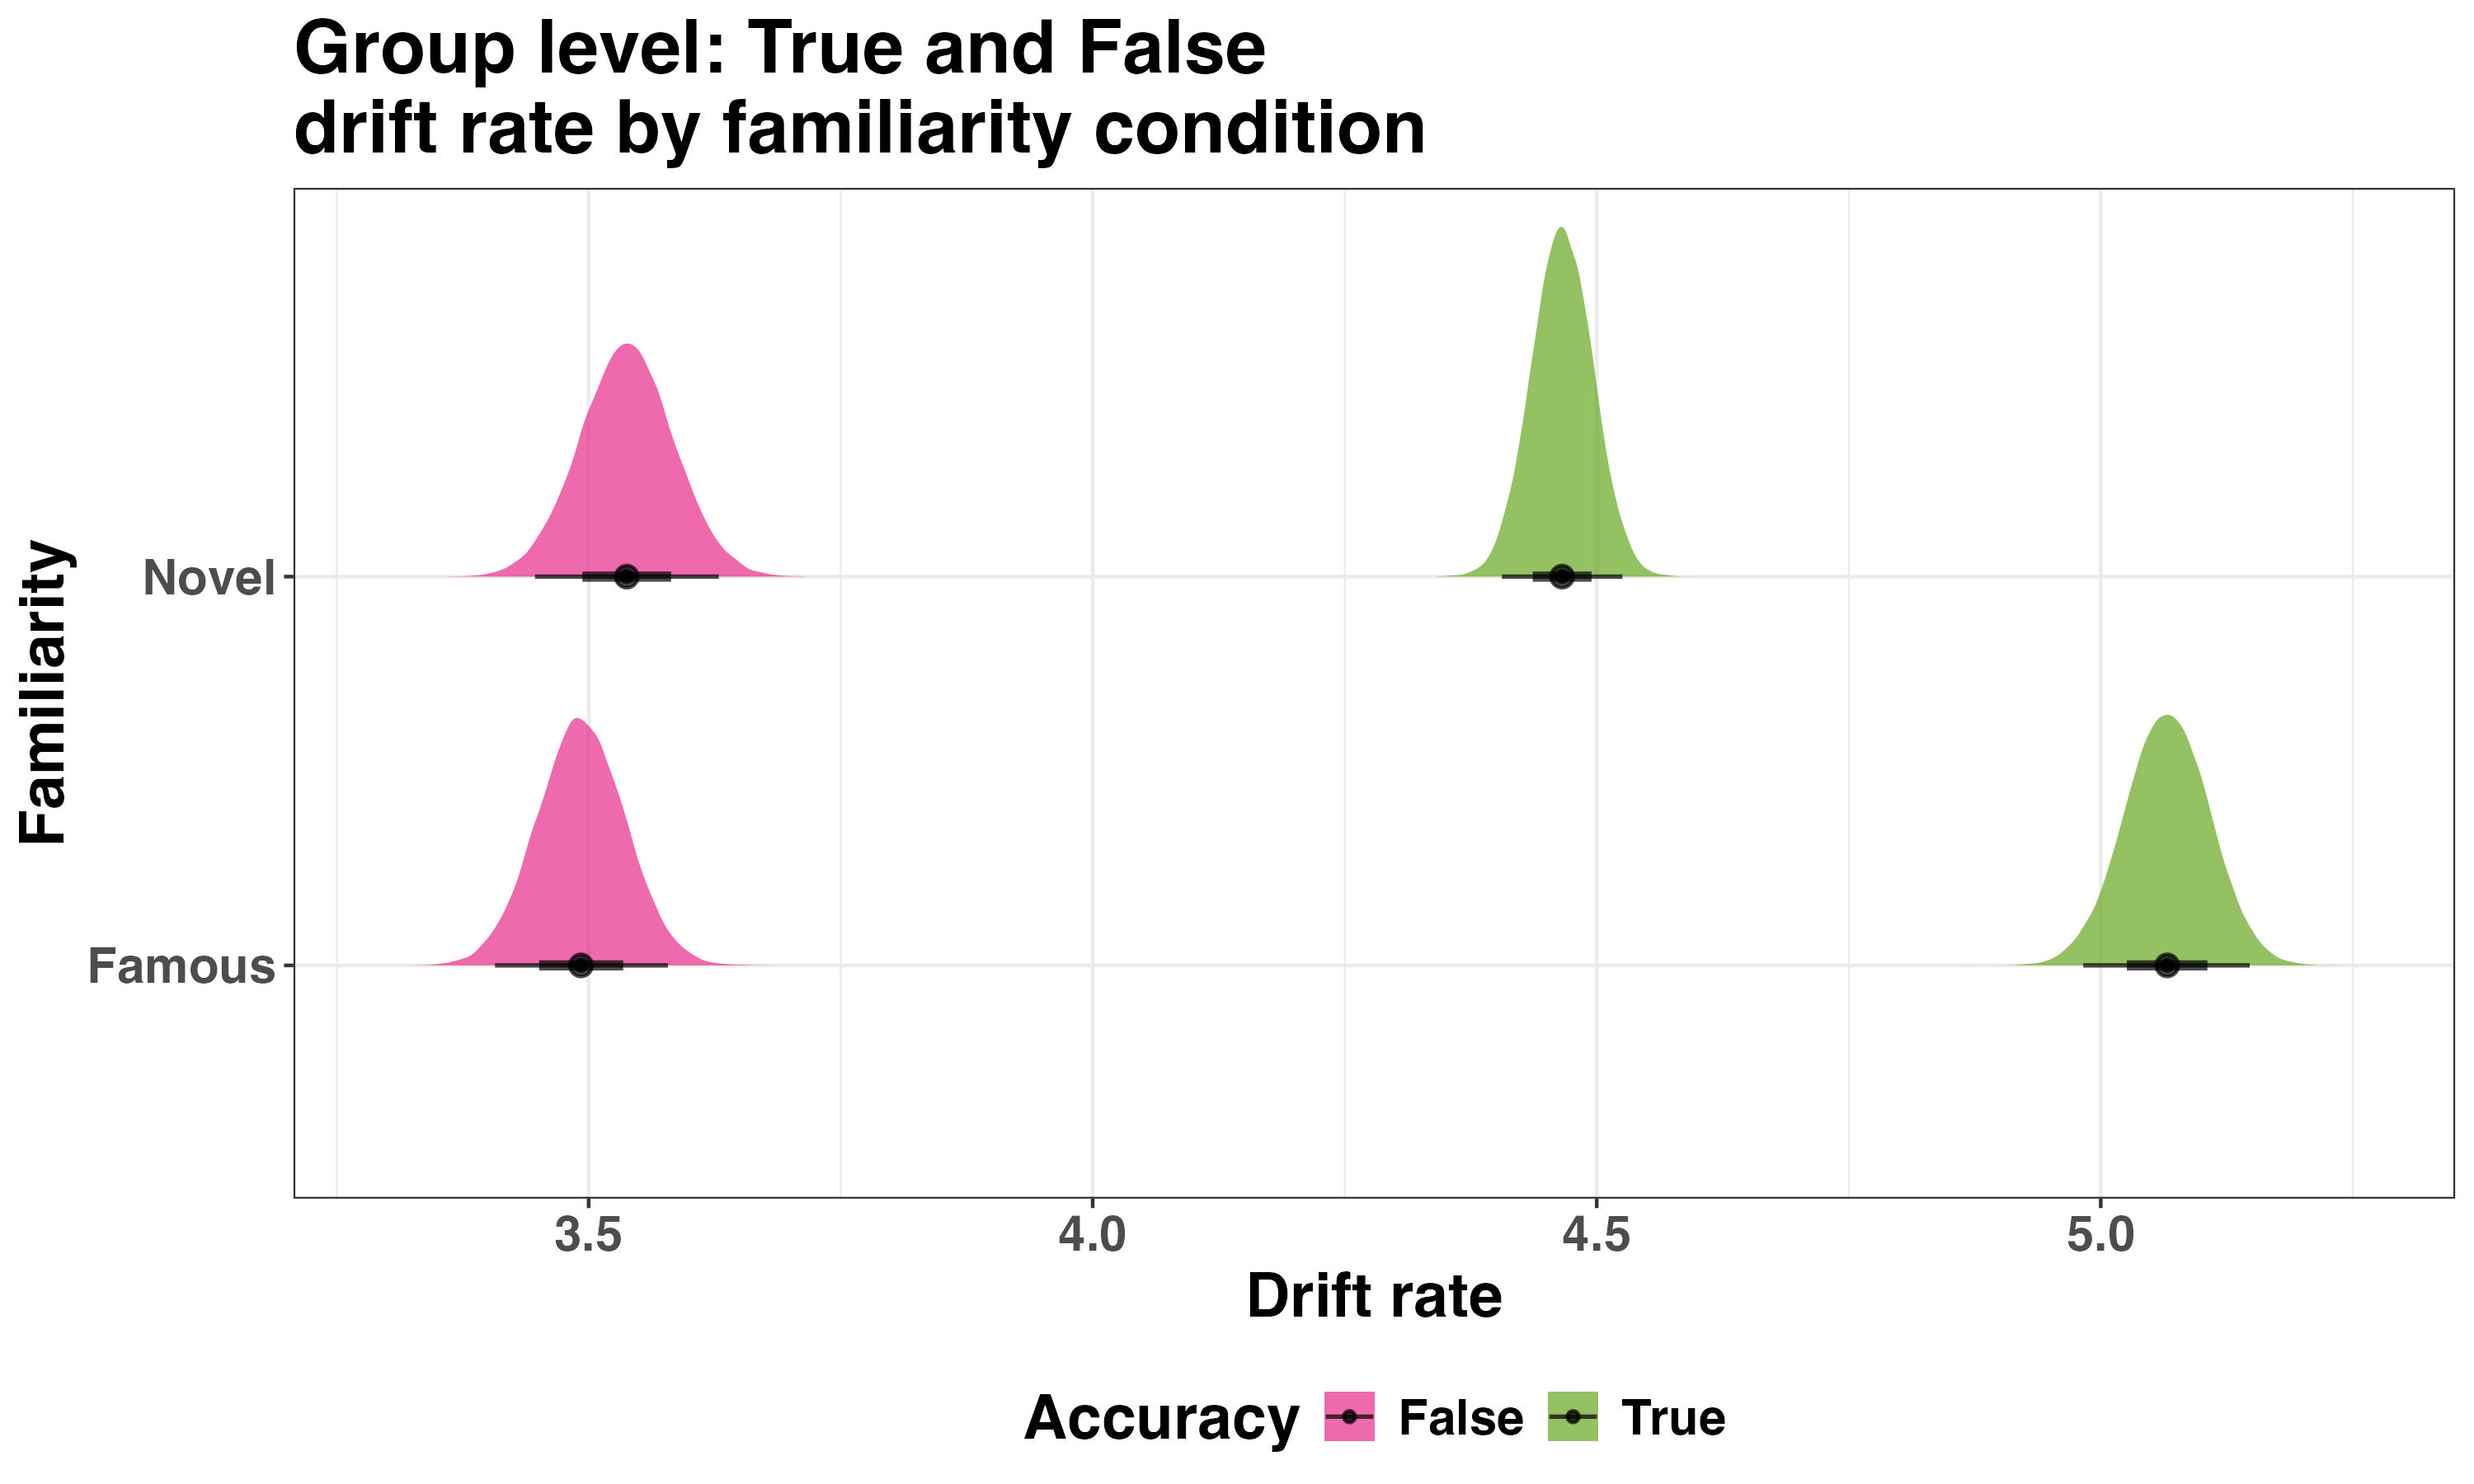 Group level: True and False
drift rate by familiarity condition
Familiarity
Novel
Famous
3.5 4.0 4.5 5.0
Drift rate
Accuracy False True